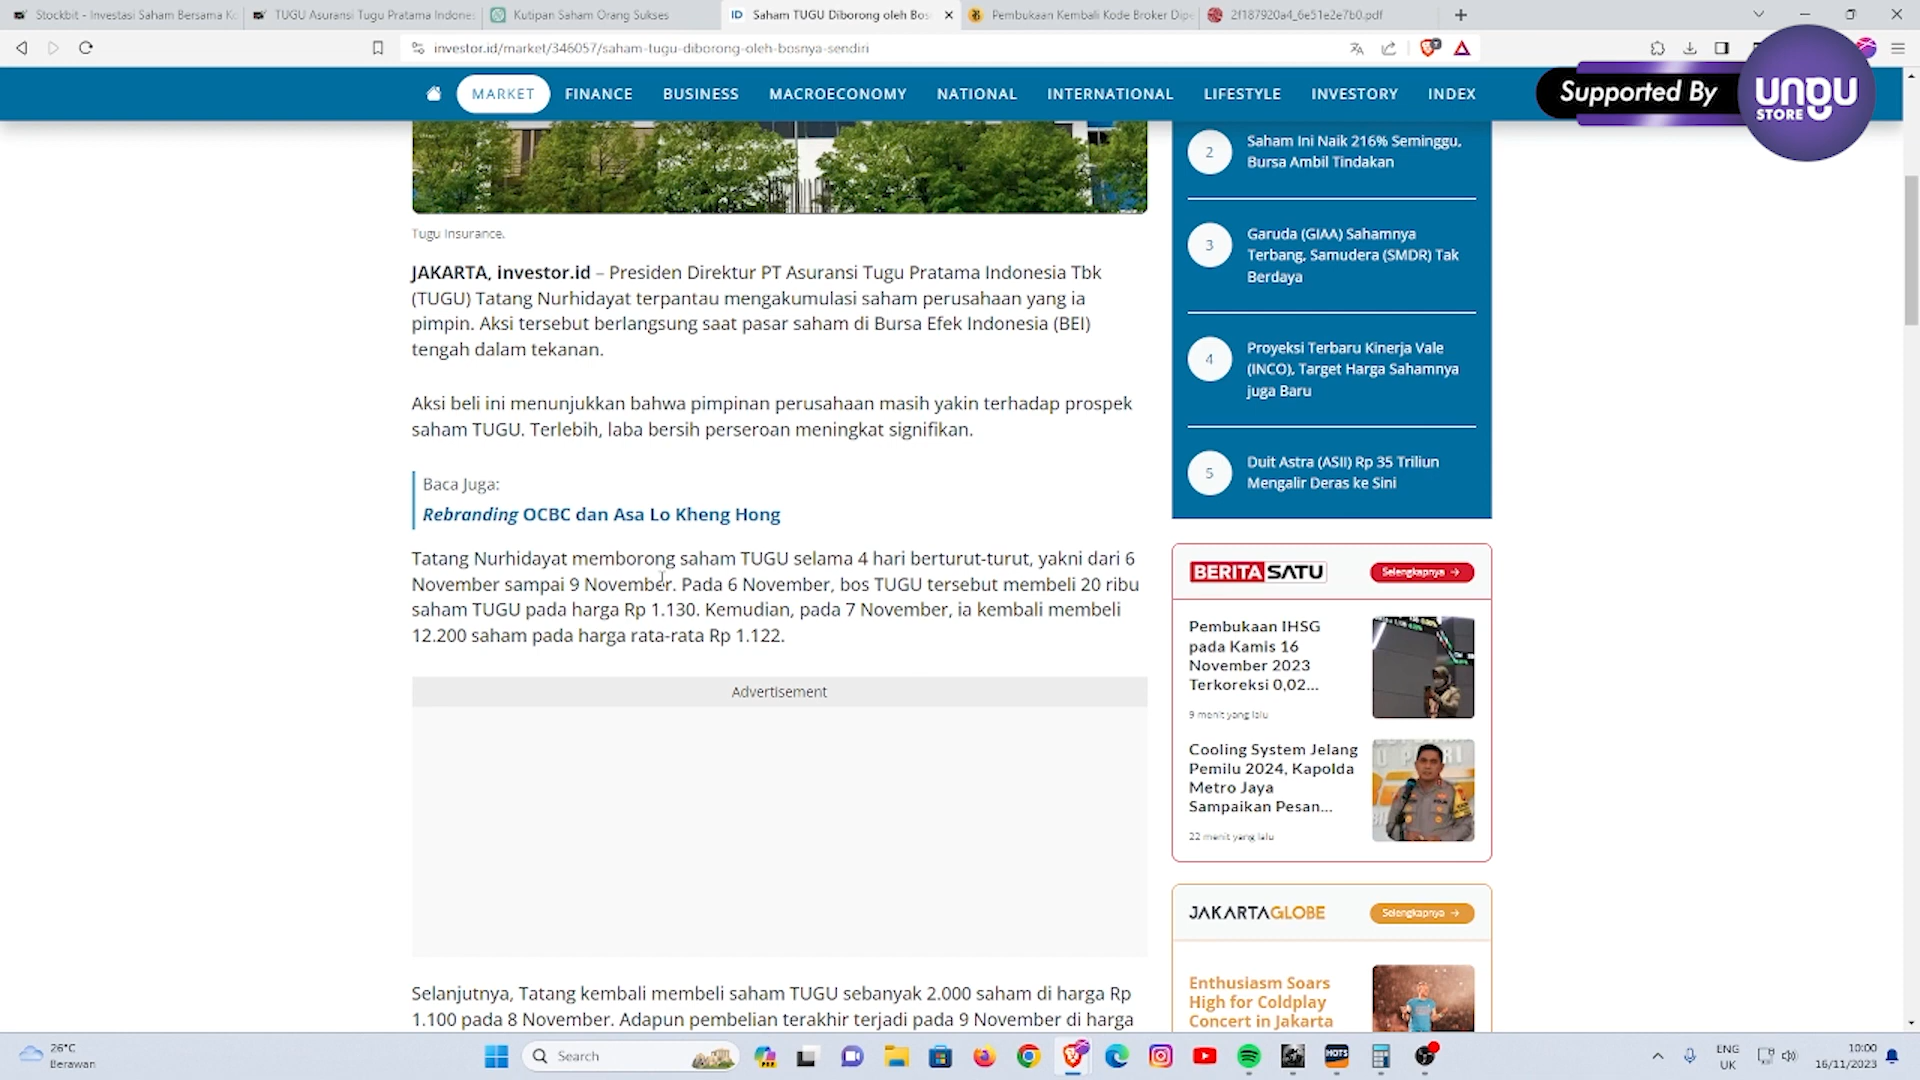 Stockbit - Investasi Saham Bersama Ko
TUGU Asuransi Tugu Pratama Indones
Kutipan Saham Orang Sukses
ID Saham TUGU Diborong oleh Bos
Pembukaan Kembali Kode Broker Dipe
2f187920a4_6e51e2e7b0.pdf
investor.id/market/346057/saham-tugu-diborong-oleh-bosnya-sendiri
MARKET FINANCE BUSINESS MACROECONOMY NATIONAL INTERNATIONAL LIFESTYLE INVESTORY INDEX
Supported By
UNGU
STORE
Tugu Insurance.
JAKARTA, investor.id – Presiden Direktur PT Asuransi Tugu Pratama Indonesia Tbk
(TUGU) Tatang Nurhidayat terpantau mengakumulasi saham perusahaan yang ia
pimpin. Aksi tersebut berlangsung saat pasar saham di Bursa Efek Indonesia (BEI)
tengah dalam tekanan.
Aksi beli ini menunjukkan bahwa pimpinan perusahaan masih yakin terhadap prospek
saham TUGU. Terlebih, laba bersih perseroan meningkat signifikan.
Baca Juga:
Rebranding OCBC dan Asa Lo Kheng Hong
Tatang Nurhidayat memborong saham TUGU selama 4 hari berturut-turut, yakni dari 6
November sampai 9 November. Pada 6 November, bos TUGU tersebut membeli 20 ribu
saham TUGU pada harga Rp 1.130. Kemudian, pada 7 November, ia kembali membeli
12.200 saham pada harga rata-rata Rp 1.122.
Advertisement
Selanjutnya, Tatang kembali membeli saham TUGU sebanyak 2.000 saham di harga Rp
1.100 pada 8 November. Adapun pembelian terakhir terjadi pada 9 November di harga
2
Saham Ini Naik 216% Seminggu,
Bursa Ambil Tindakan
3
Garuda (GIAA) Sahamnya
Terbang, Samudera (SMDR) Tak
Berdaya
4
Proyeksi Terbaru Kinerja Vale
(INCO), Target Harga Sahamnya
juga Baru
5
Duit Astra (ASII) Rp 35 Triliun
Mengalir Deras ke Sini
BERITASATU
Selengkapnya →
Pembukaan IHSG
pada Kamis 16
November 2023
Terkoreksi 0,02...
9 menit yang lalu
Cooling System Jelang
Pemilu 2024, Kapolda
Metro Jaya
Sampaikan Pesan...
22 menit yang lalu
JAKARTAGLOBE
Selengkapnya →
Enthusiasm Soars
High for Coldplay
Concert in Jakarta
26°C
Berawan
Search
HOTS
ENG
UK
10:00
16/11/2023